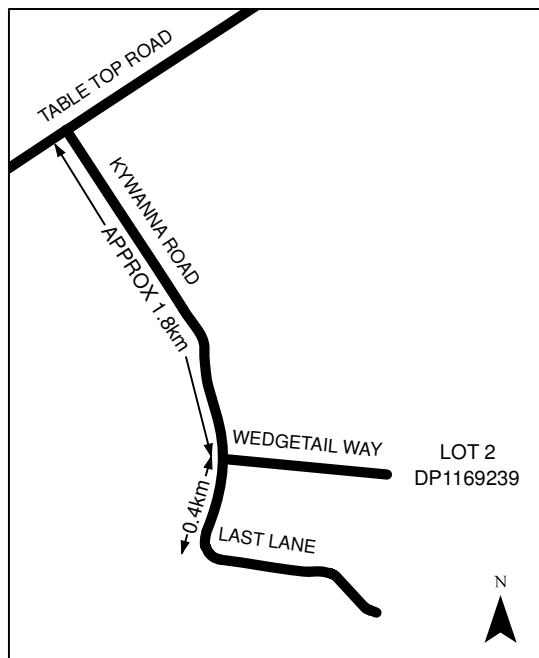 TABLE TOP ROAD
KYWANNA ROAD
APPROX 1.8km
WEDGETAIL WAY
LOT 2
DP1169239
0.4km
LAST LANE
N